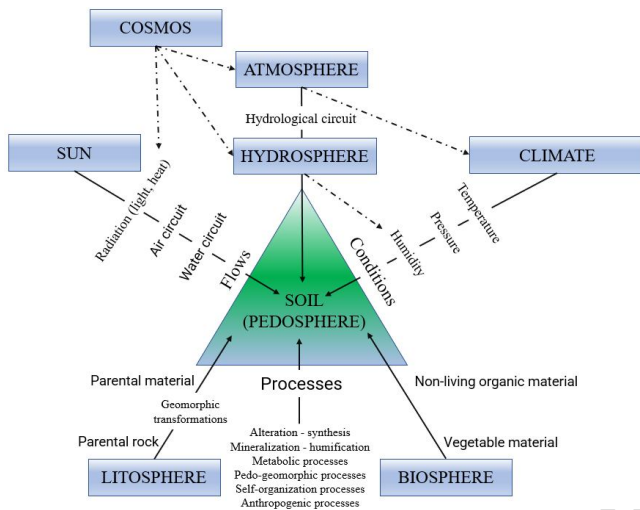 COSMOS
ATMOSPHERE
Hydrological circuit
SUN
HYDROSPHERE
CLIMATE
Radiation (light, heat)
Air circuit
Water circuit
Flows
Humidity
Pressure
Temperature
Conditions
SOIL
(PEDOSPHERE)
Parental material
Geomorphic
transformations
Parental rock
Processes
Alteration - synthesis
Mineralization - humification
Metabolic processes
Pedo-geomorphic processes
Self-organization processes
Anthropogenic processes
Non-living organic material
Vegetable material
LITOSPHERE
BIOSPHERE